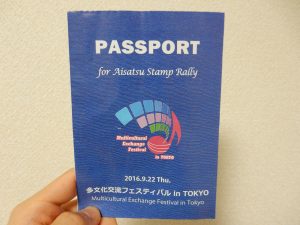 PASSPORT
for Aisatsu Stamp Rally
Multicultural
Exchange
Festival
in TOKYO
2016.9.22 Thu.
多文化交流フェスティバル In TOKYO
Multicultural Exchange Festival in Tokyo